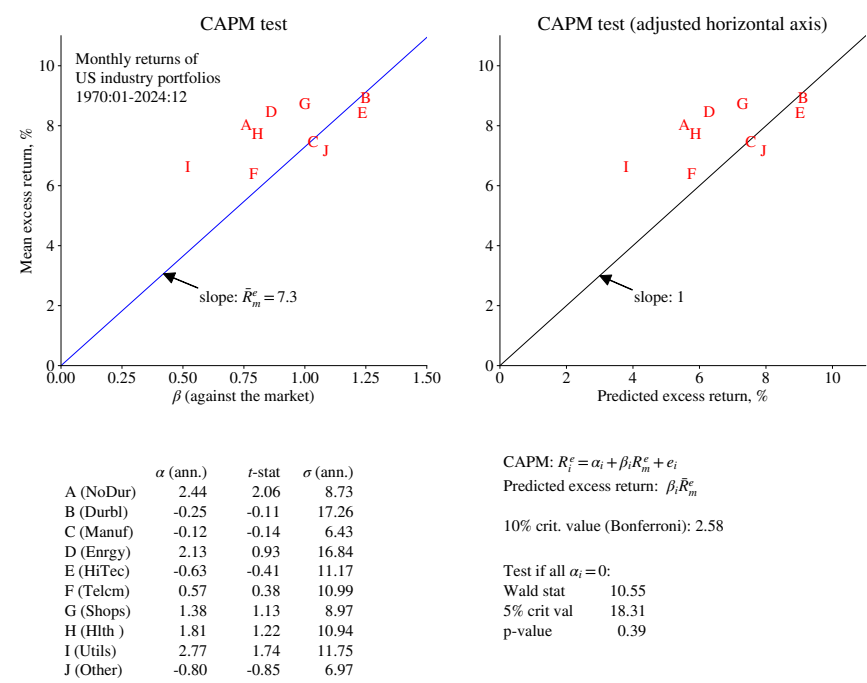 CAPM test
Monthly returns of
US industry portfolios
1970:01-2024:12
Mean excess return, %
10
8
6
4
2
0
A
B
C
D
E
F
G
H
I
J
slope: R̄ₘᵉ = 7.3
0.00 0.25 0.50 0.75 1.00 1.25 1.50
β (against the market)
CAPM test (adjusted horizontal axis)
10
8
6
4
2
0
A
B
C
D
E
F
G
H
I
J
slope: 1
0 2 4 6 8 10
Predicted excess return, %
α (ann.) t-stat σ (ann.)
A (NoDur) 2.44 2.06 8.73
B (Durbl) -0.25 -0.11 17.26
C (Manuf) -0.12 -0.14 6.43
D (Enrgy) 2.13 0.93 16.84
E (HiTec) -0.63 -0.41 11.17
F (Telcm) 0.57 0.38 10.99
G (Shops) 1.38 1.13 8.97
H (Hlth ) 1.81 1.22 10.94
I (Utils) 2.77 1.74 11.75
J (Other) -0.80 -0.85 6.97
CAPM: Rᵢᵉ = αᵢ + βᵢRₘᵉ + eᵢ
Predicted excess return: βᵢR̄ₘᵉ
10% crit. value (Bonferroni): 2.58
Test if all αᵢ = 0:
Wald stat 10.55
5% crit val 18.31
p-value 0.39